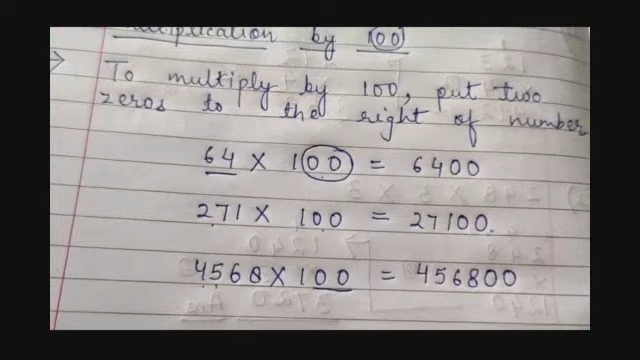 Multiplication by 100
→ To multiply by 100, put two
zeros to the right of number
64 × 100 = 6400
271 × 100 = 27100.
4568 × 100 = 456800